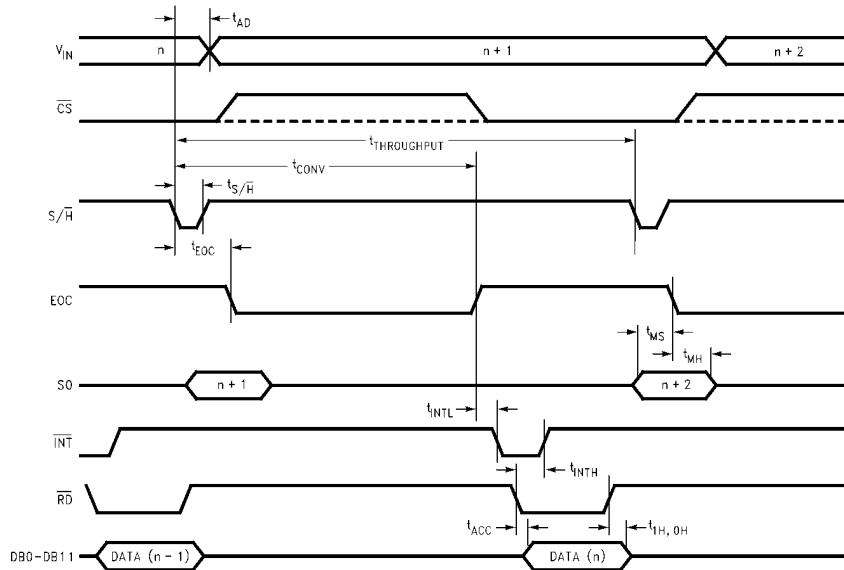 tAD
VIN n n + 1 n + 2
CS
tTHROUGHPUT
tCONV
tS/H
S/H
tEOC
EOC
tMS
tMH
S0 n + 1 n + 2
tINTL
INT
tINTH
RD
tACC t1H, 0H
DB0-DB11 DATA (n - 1) DATA (n)